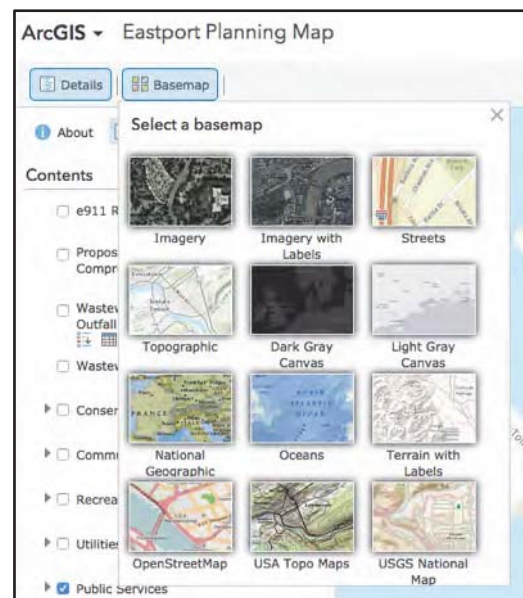 ArcGIS Eastport Planning Map
Details Basemap
About
Select a basemap
Contents
e911 R
Propos
Compr
Wastew
Outfall
Wastew
Conser
Commu
Recrea
Utilities
Public Services
Imagery
Imagery with
Labels
Streets
Topographic
Dark Gray
Canvas
Light Gray
Canvas
National
Geographic
Oceans
Terrain with
Labels
OpenStreetMap
USA Topo Maps
USGS National
Map
FRANCE